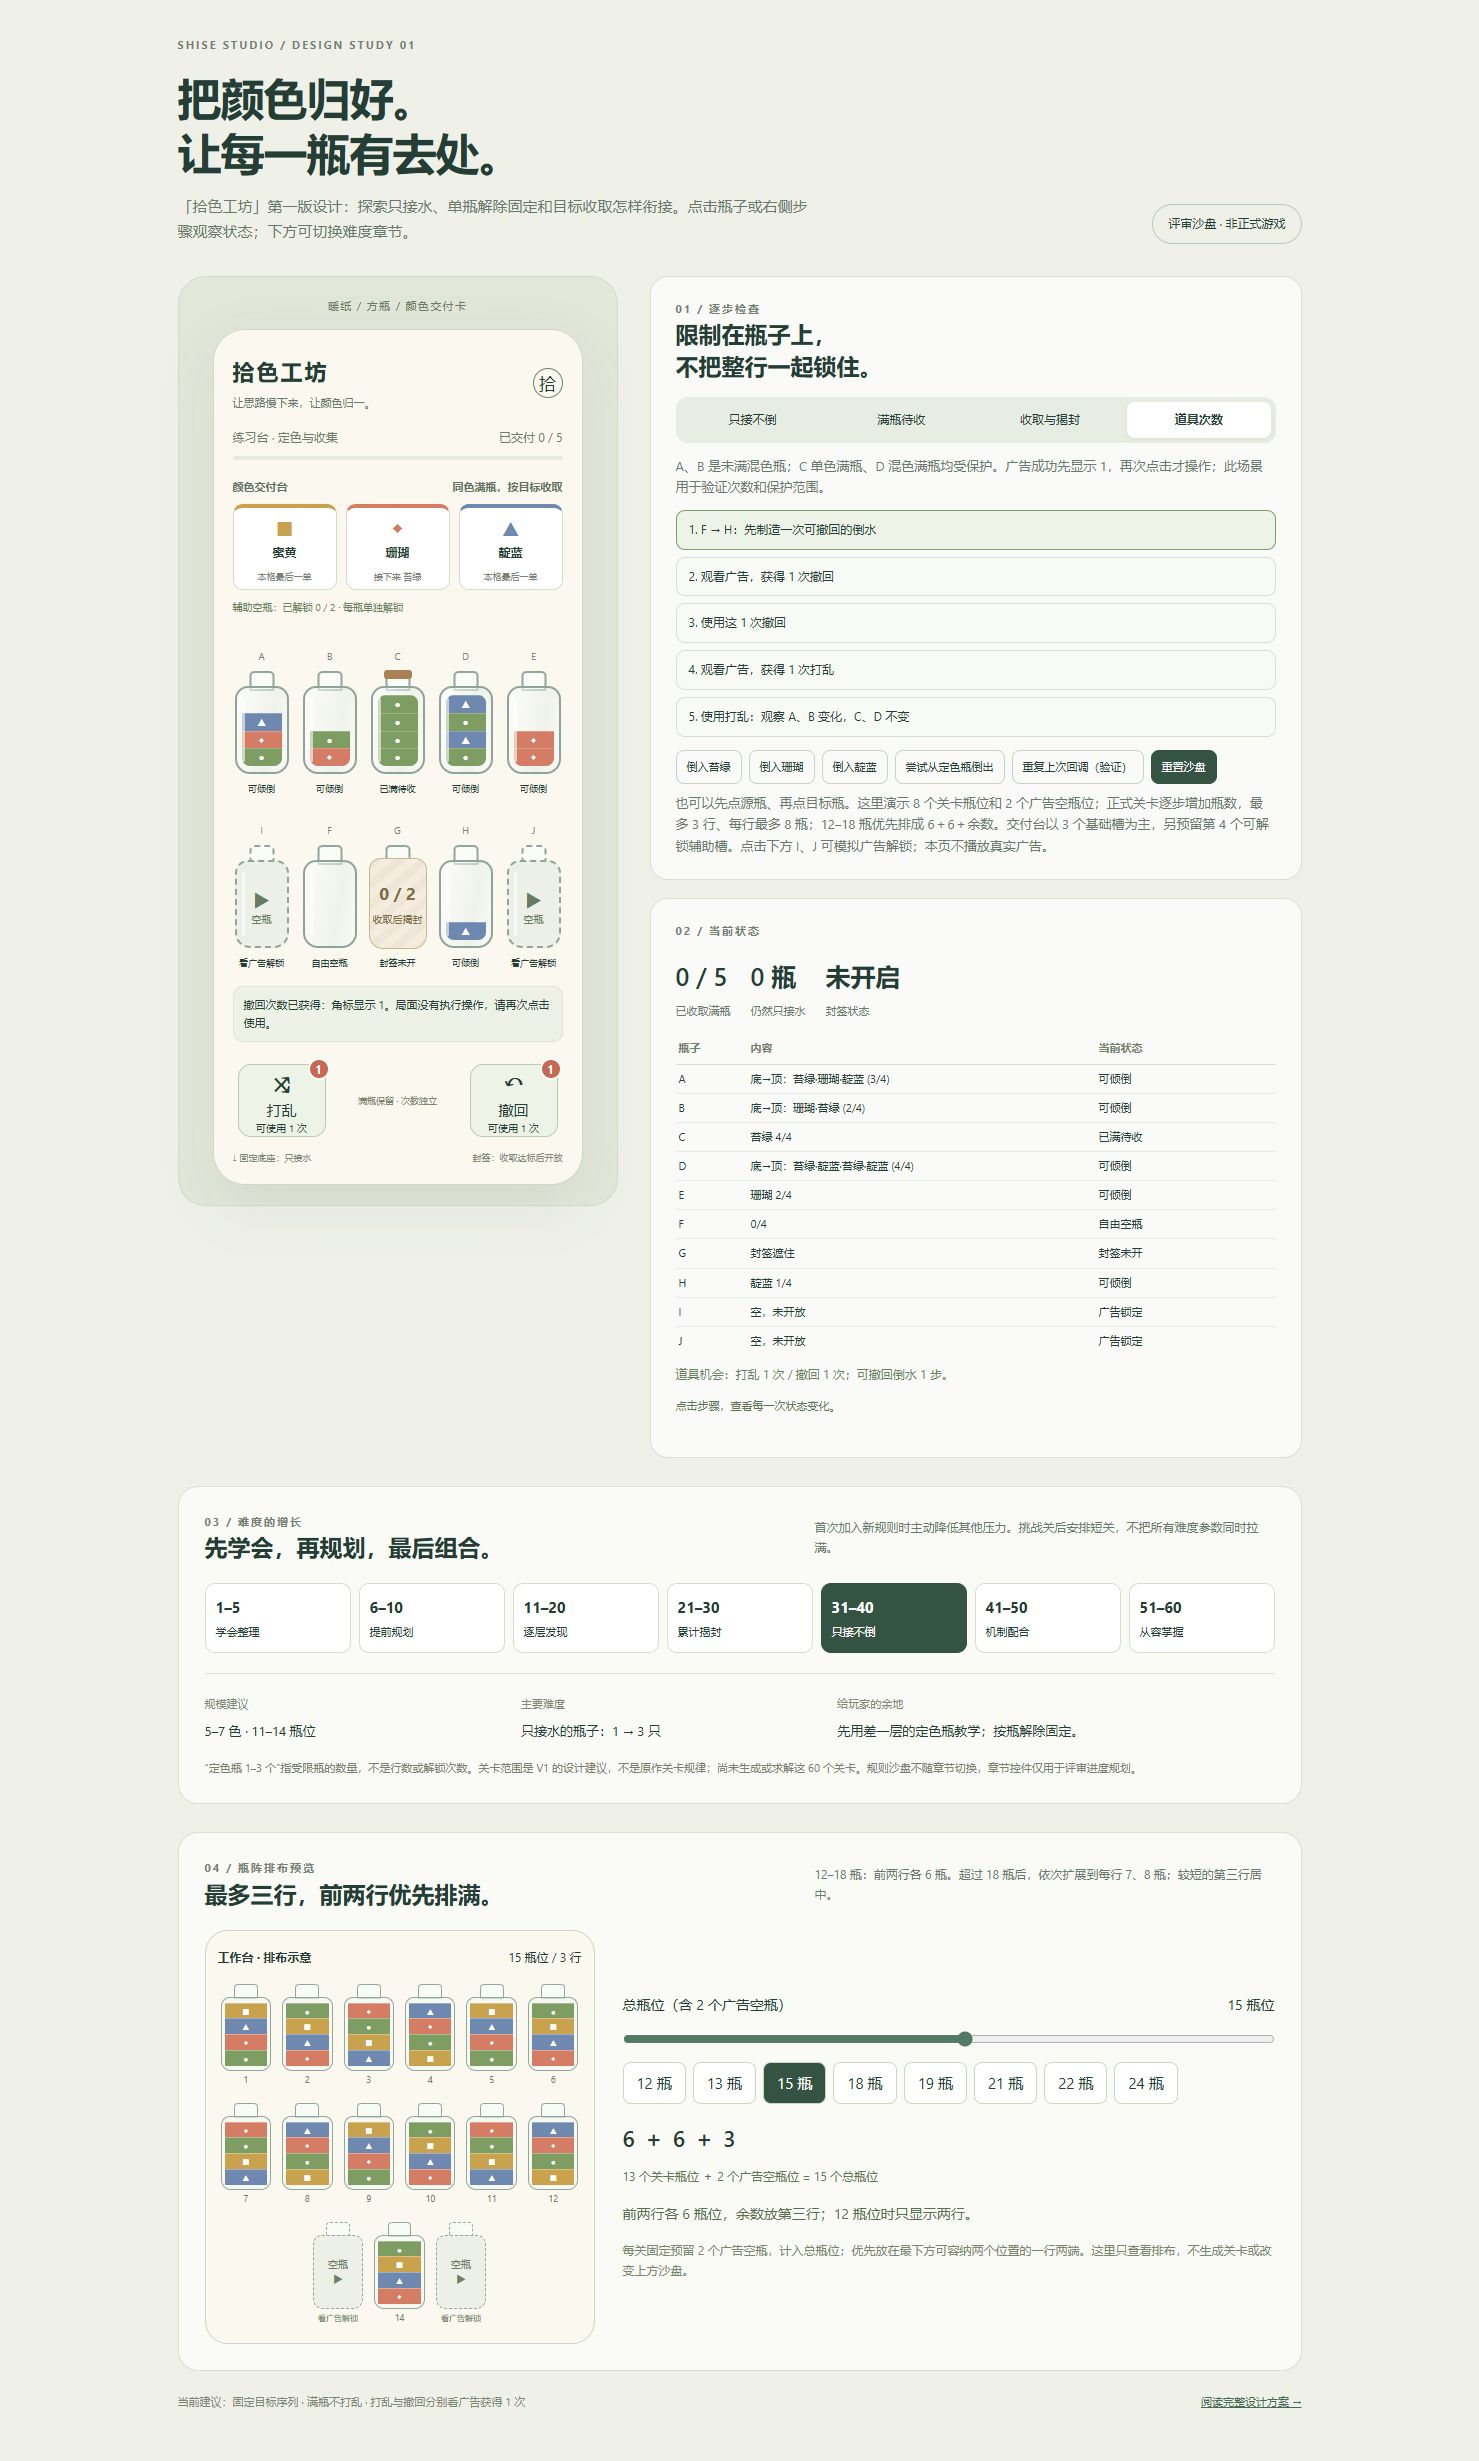 SHISE STUDIO / DESIGN STUDY 01
把颜色归好。
让每一瓶有去处。
「拾色工坊」第一版设计：探索只接水、单瓶解除固定和目标收取怎样衔接。点击瓶子或右侧步
骤观察状态；下方可切换难度章节。
评审沙盘 · 非正式游戏
暖纸 / 方瓶 / 颜色交付卡
拾色工坊
拾
让思路慢下来，让颜色归一。
练习台 · 定色与收集
已交付 0 / 5
颜色交付台
同色满瓶，按目标收取
蜜黄
珊瑚
靛蓝
本格最后一单
接下来 苔绿
本格最后一单
辅助空瓶：已解锁 0 / 2 · 每瓶单独解锁
A B C D E
可倾倒 可倾倒 已满待收 可倾倒 可倾倒
I F G H J
0 / 2
空瓶 收取后揭封 空瓶
看广告解锁 自由空瓶 封签未开 可倾倒 看广告解锁
撤回次数已获得：角标显示 1。局面没有执行操作，请再次点击
使用。
1
1
打乱
可使用 1 次
满瓶保留 · 次数独立
撤回
可使用 1 次
↓ 固定底座：只接水
封签：收取达标后开放
01 / 逐步检查
限制在瓶子上，
不把整行一起锁住。
只接不倒 满瓶待收 收取与揭封 道具次数
A、B 是未满混色瓶；C 单色满瓶、D 混色满瓶均受保护。广告成功先显示 1，再次点击才操作；此场景
用于验证次数和保护范围。
1. F → H：先制造一次可撤回的倒水
2. 观看广告，获得 1 次撤回
3. 使用这 1 次撤回
4. 观看广告，获得 1 次打乱
5. 使用打乱：观察 A、B 变化，C、D 不变
倒入苔绿 倒入珊瑚 倒入靛蓝 尝试从定色瓶倒出 重复上次回调（验证） 重置沙盘
也可以先点源瓶、再点目标瓶。这里演示 8 个关卡瓶位和 2 个广告空瓶位；正式关卡逐步增加瓶数，最
多 3 行、每行最多 8 瓶；12–18 瓶优先排成 6 + 6 + 余数。交付台以 3 个基础槽为主，另预留第 4 个可解
锁辅助槽。点击下方 I、J 可模拟广告解锁；本页不播放真实广告。
02 / 当前状态
0 / 5 0 瓶 未开启
已收取满瓶 仍然只接水 封签状态
瓶子 内容 当前状态
A 底→顶：苔绿·珊瑚·靛蓝 (3/4) 可倾倒
B 底→顶：珊瑚·苔绿 (2/4) 可倾倒
C 苔绿 4/4 已满待收
D 底→顶：苔绿·靛蓝·苔绿·靛蓝 (4/4) 可倾倒
E 珊瑚 2/4 可倾倒
F 0/4 自由空瓶
G 封签遮住 封签未开
H 靛蓝 1/4 可倾倒
I 空，未开放 广告锁定
J 空，未开放 广告锁定
道具机会：打乱 1 次 / 撤回 1 次；可撤回倒水 1 步。
点击步骤，查看每一次状态变化。
03 / 难度的增长
先学会，再规划，最后组合。
首次加入新规则时主动降低其他压力。挑战关后安排短关，不把所有难度参数同时拉
满。
1–5 6–10 11–20 21–30 31–40 41–50 51–60
学会整理 提前规划 逐层发现 累计揭封 只接不倒 机制配合 从容掌握
规模建议 主要难度 给玩家的余地
5–7 色 · 11–14 瓶位 只接水的瓶子：1 → 3 只 先用差一层的定色瓶教学；按瓶解除固定。
“定色瓶 1–3 个”指受限瓶的数量，不是行数或解锁次数。关卡范围是 V1 的设计建议，不是原作关卡规律；尚未生成或求解这 60 个关卡。规则沙盘不随章节切换，章节控件仅用于评审进度规划。
04 / 瓶阵排布预览
最多三行，前两行优先排满。
12–18 瓶：前两行各 6 瓶。超过 18 瓶后，依次扩展到每行 7、8 瓶；较短的第三行居
中。
工作台 · 排布示意
15 瓶位 / 3 行
1 2 3 4 5 6
7 8 9 10 11 12
空瓶 空瓶
看广告解锁 14 看广告解锁
总瓶位（含 2 个广告空瓶）
15 瓶位
12 瓶 13 瓶 15 瓶 18 瓶 19 瓶 21 瓶 22 瓶 24 瓶
6 + 6 + 3
13 个关卡瓶位 + 2 个广告空瓶位 = 15 个总瓶位
前两行各 6 瓶位，余数放第三行；12 瓶位时只显示两行。
每关固定预留 2 个广告空瓶，计入总瓶位；优先放在最下方可容纳两个位置的一行两端。这里只查看排布，不生成关卡或改
变上方沙盘。
当前建议：固定目标序列 · 满瓶不打乱 · 打乱与撤回分别看广告获得 1 次
阅读完整设计方案 →